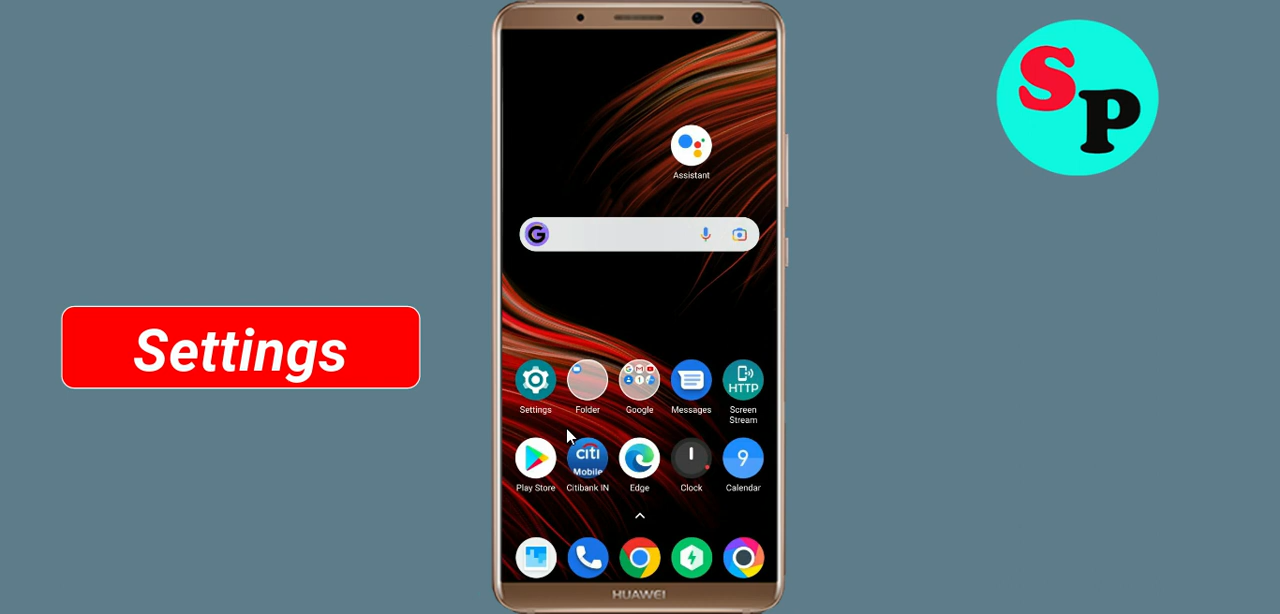 SP
Assistant
G
Settings
Settings
Folder
Google
Messages
Screen
Stream
HTTP
citi
Mobile
9
Play Store
Citibank IN
Edge
Clock
Calendar
HUAWEI